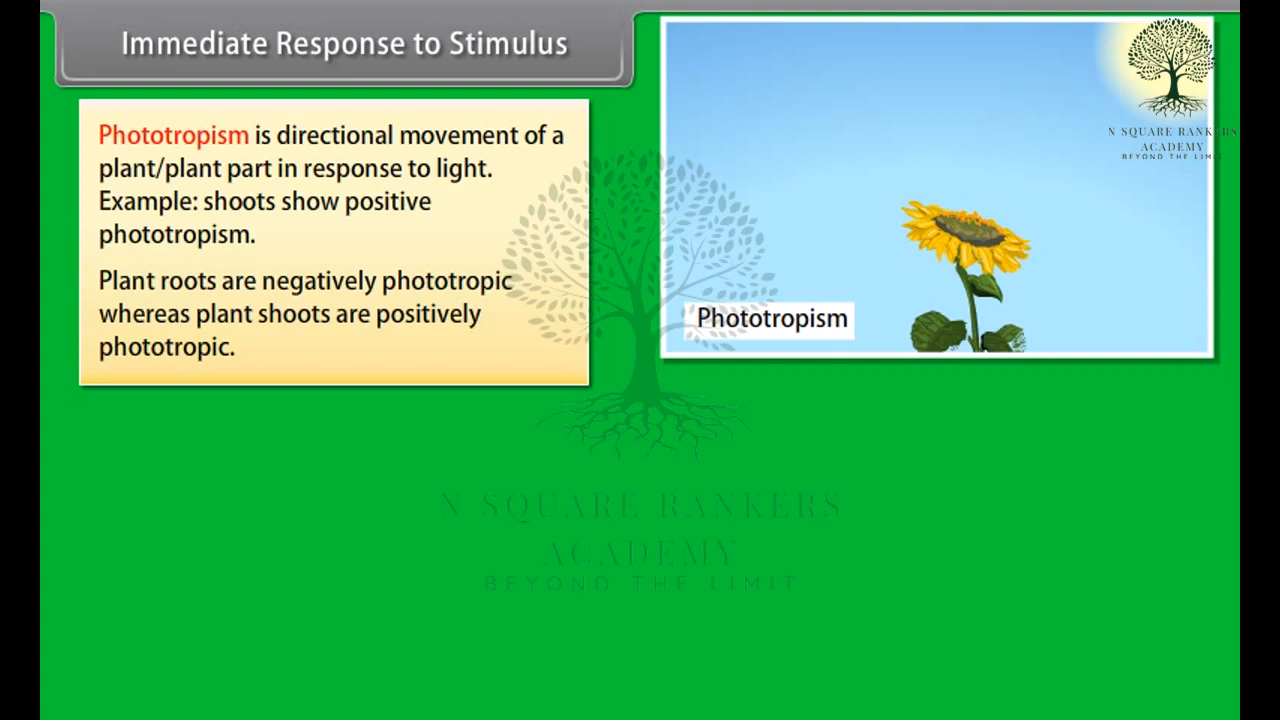 Immediate Response to Stimulus
Phototropism is directional movement of a
plant/plant part in response to light.
Example: shoots show positive
phototropism.
Plant roots are negatively phototropic
whereas plant shoots are positively
phototropic.
Phototropism
N SQUARE RANKERS
ACADEMY
BEYOND THE LIMIT
N SQUARE RANKERS
ACADEMY
BEYOND THE LIMIT